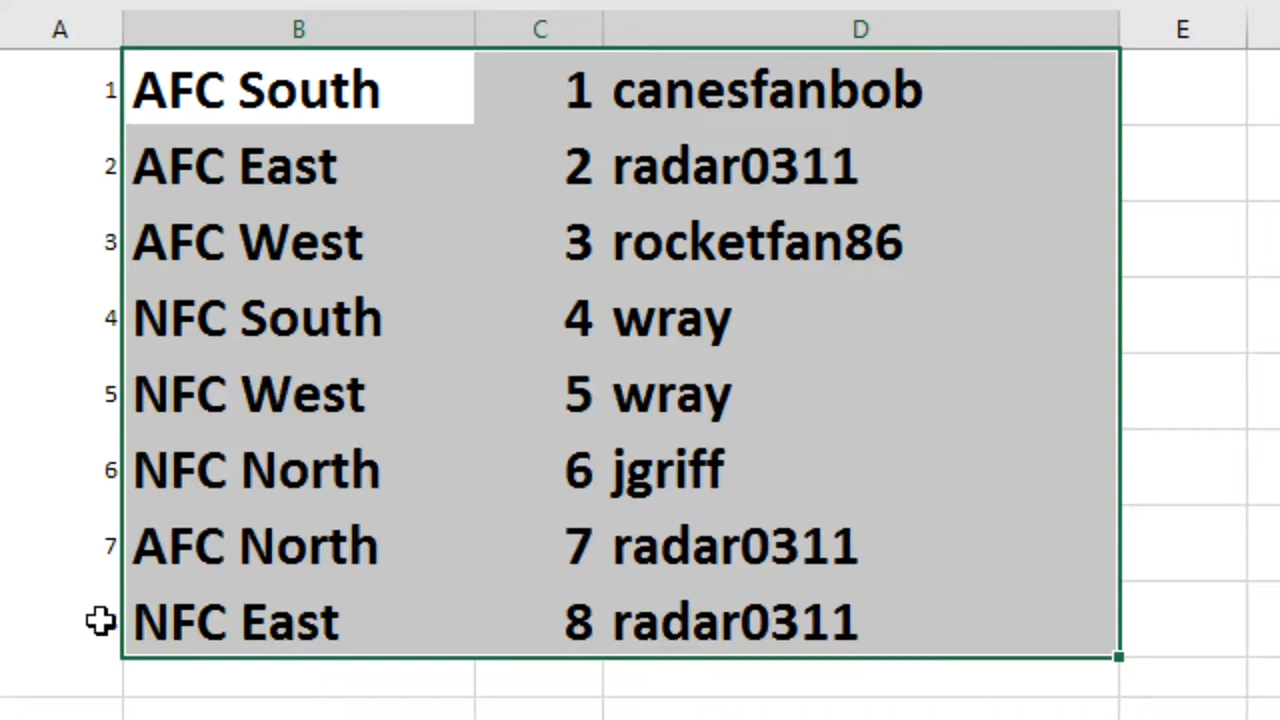 A B C D E
1 AFC South 1 canesfanbob
2 AFC East 2 radar0311
3 AFC West 3 rocketfan86
4 NFC South 4 wray
5 NFC West 5 wray
6 NFC North 6 jgriff
7 AFC North 7 radar0311
NFC East 8 radar0311